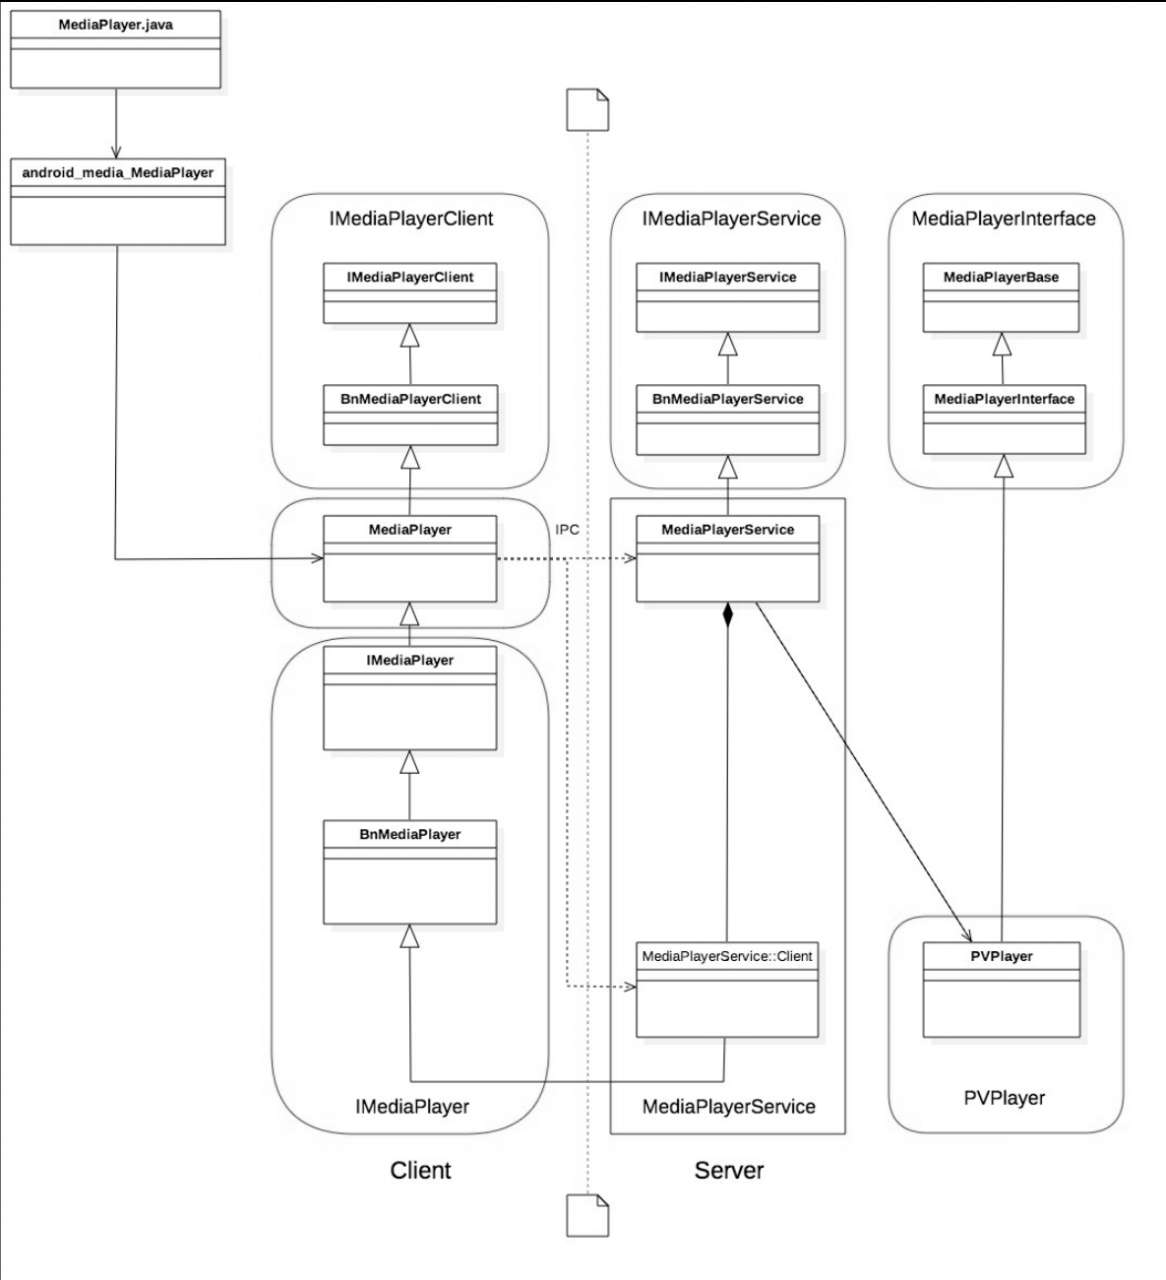 MediaPlayer.java
android_media_MediaPlayer
IMediaPlayerClient
IMediaPlayerService
MediaPlayerInterface
IMediaPlayerClient
IMediaPlayerService
MediaPlayerBase
BnMediaPlayerClient
BnMediaPlayerService
MediaPlayerInterface
MediaPlayer
IPC
MediaPlayerService
IMediaPlayer
BnMediaPlayer
MediaPlayerService::Client
PVPlayer
IMediaPlayer
MediaPlayerService
PVPlayer
Client
Server